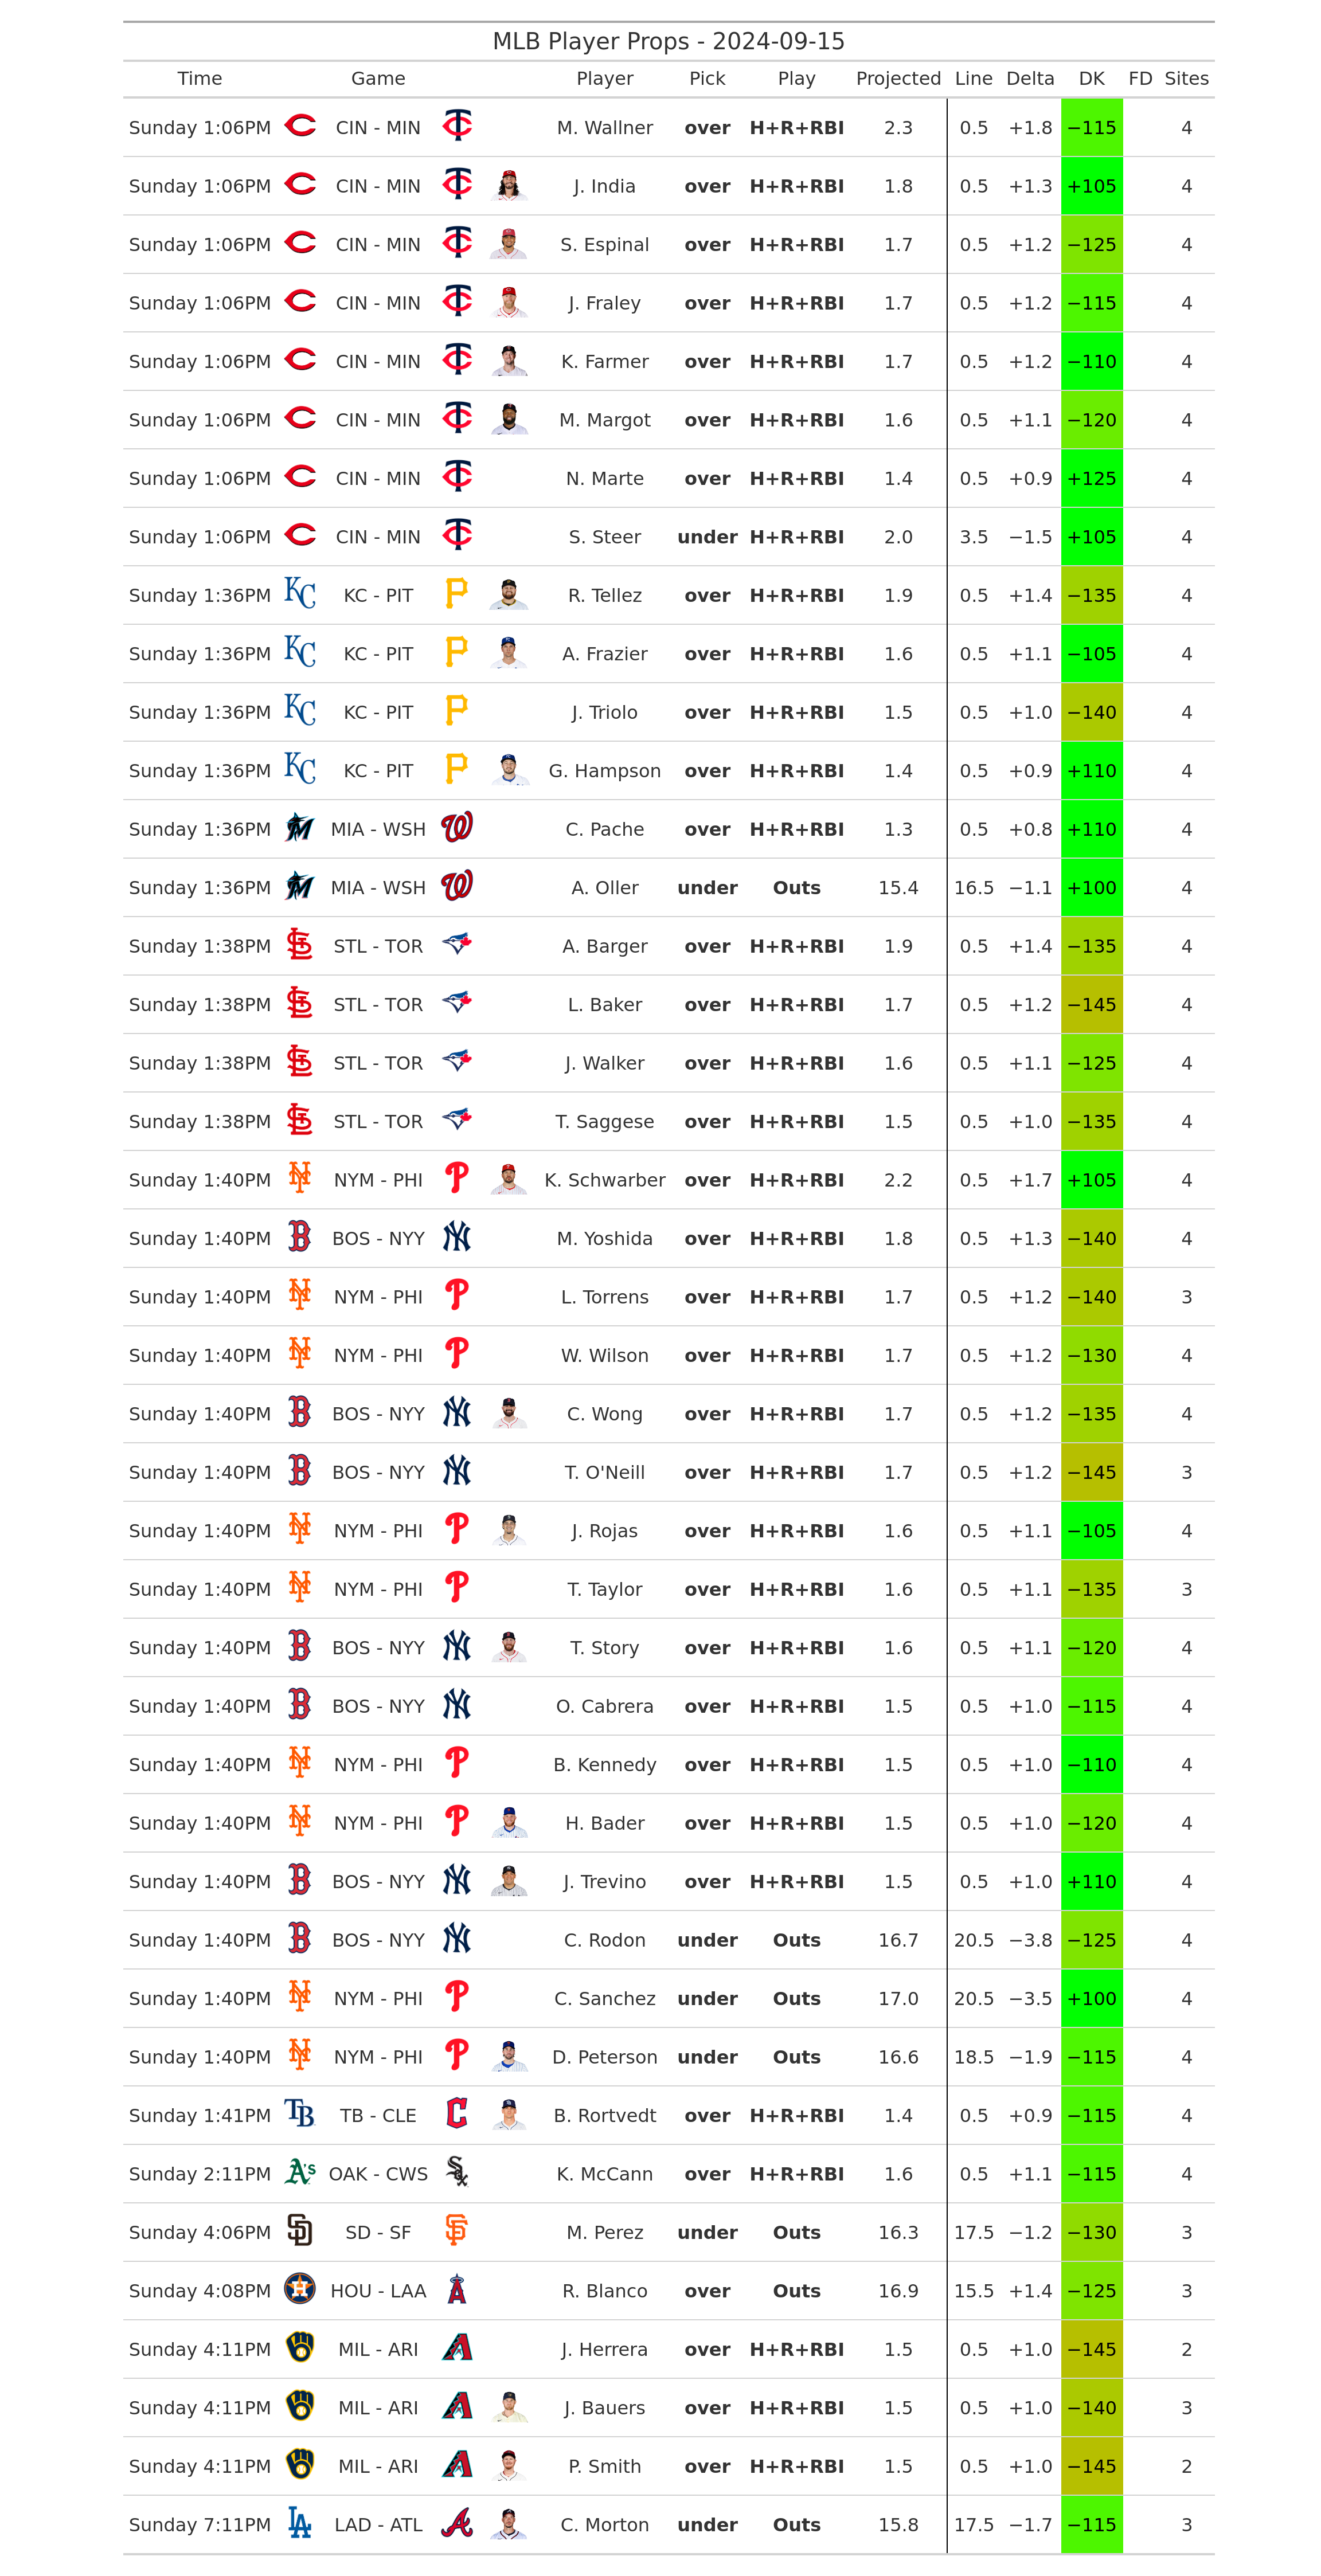 MLB Player Props - 2024-09-15
Time Game Player Pick Play Projected Line Delta DK FD Sites
Sunday 1:06PM CIN - MIN M. Wallner over H+R+RBI 2.3 0.5 +1.8 −115 4
Sunday 1:06PM CIN - MIN J. India over H+R+RBI 1.8 0.5 +1.3 +105 4
Sunday 1:06PM CIN - MIN S. Espinal over H+R+RBI 1.7 0.5 +1.2 −125 4
Sunday 1:06PM CIN - MIN J. Fraley over H+R+RBI 1.7 0.5 +1.2 −115 4
Sunday 1:06PM CIN - MIN K. Farmer over H+R+RBI 1.7 0.5 +1.2 −110 4
Sunday 1:06PM CIN - MIN M. Margot over H+R+RBI 1.6 0.5 +1.1 −120 4
Sunday 1:06PM CIN - MIN N. Marte over H+R+RBI 1.4 0.5 +0.9 +125 4
Sunday 1:06PM CIN - MIN S. Steer under H+R+RBI 2.0 3.5 −1.5 +105 4
Sunday 1:36PM KC - PIT R. Tellez over H+R+RBI 1.9 0.5 +1.4 −135 4
Sunday 1:36PM KC - PIT A. Frazier over H+R+RBI 1.6 0.5 +1.1 −105 4
Sunday 1:36PM KC - PIT J. Triolo over H+R+RBI 1.5 0.5 +1.0 −140 4
Sunday 1:36PM KC - PIT G. Hampson over H+R+RBI 1.4 0.5 +0.9 +110 4
Sunday 1:36PM MIA - WSH C. Pache over H+R+RBI 1.3 0.5 +0.8 +110 4
Sunday 1:36PM MIA - WSH A. Oller under Outs 15.4 16.5 −1.1 +100 4
Sunday 1:38PM STL - TOR A. Barger over H+R+RBI 1.9 0.5 +1.4 −135 4
Sunday 1:38PM STL - TOR L. Baker over H+R+RBI 1.7 0.5 +1.2 −145 4
Sunday 1:38PM STL - TOR J. Walker over H+R+RBI 1.6 0.5 +1.1 −125 4
Sunday 1:38PM STL - TOR T. Saggese over H+R+RBI 1.5 0.5 +1.0 −135 4
Sunday 1:40PM NYM - PHI K. Schwarber over H+R+RBI 2.2 0.5 +1.7 +105 4
Sunday 1:40PM BOS - NYY M. Yoshida over H+R+RBI 1.8 0.5 +1.3 −140 4
Sunday 1:40PM NYM - PHI L. Torrens over H+R+RBI 1.7 0.5 +1.2 −140 3
Sunday 1:40PM NYM - PHI W. Wilson over H+R+RBI 1.7 0.5 +1.2 −130 4
Sunday 1:40PM BOS - NYY C. Wong over H+R+RBI 1.7 0.5 +1.2 −135 4
Sunday 1:40PM BOS - NYY T. O'Neill over H+R+RBI 1.7 0.5 +1.2 −145 3
Sunday 1:40PM NYM - PHI J. Rojas over H+R+RBI 1.6 0.5 +1.1 −105 4
Sunday 1:40PM NYM - PHI T. Taylor over H+R+RBI 1.6 0.5 +1.1 −135 3
Sunday 1:40PM BOS - NYY T. Story over H+R+RBI 1.6 0.5 +1.1 −120 4
Sunday 1:40PM BOS - NYY O. Cabrera over H+R+RBI 1.5 0.5 +1.0 −115 4
Sunday 1:40PM NYM - PHI B. Kennedy over H+R+RBI 1.5 0.5 +1.0 −110 4
Sunday 1:40PM NYM - PHI H. Bader over H+R+RBI 1.5 0.5 +1.0 −120 4
Sunday 1:40PM BOS - NYY J. Trevino over H+R+RBI 1.5 0.5 +1.0 +110 4
Sunday 1:40PM BOS - NYY C. Rodon under Outs 16.7 20.5 −3.8 −125 4
Sunday 1:40PM NYM - PHI C. Sanchez under Outs 17.0 20.5 −3.5 +100 4
Sunday 1:40PM NYM - PHI D. Peterson under Outs 16.6 18.5 −1.9 −115 4
Sunday 1:41PM TB - CLE B. Rortvedt over H+R+RBI 1.4 0.5 +0.9 −115 4
Sunday 2:11PM OAK - CWS K. McCann over H+R+RBI 1.6 0.5 +1.1 −115 4
Sunday 4:06PM SD - SF M. Perez under Outs 16.3 17.5 −1.2 −130 3
Sunday 4:08PM HOU - LAA R. Blanco over Outs 16.9 15.5 +1.4 −125 3
Sunday 4:11PM MIL - ARI J. Herrera over H+R+RBI 1.5 0.5 +1.0 −145 2
Sunday 4:11PM MIL - ARI J. Bauers over H+R+RBI 1.5 0.5 +1.0 −140 3
Sunday 4:11PM MIL - ARI P. Smith over H+R+RBI 1.5 0.5 +1.0 −145 2
Sunday 7:11PM LAD - ATL C. Morton under Outs 15.8 17.5 −1.7 −115 3